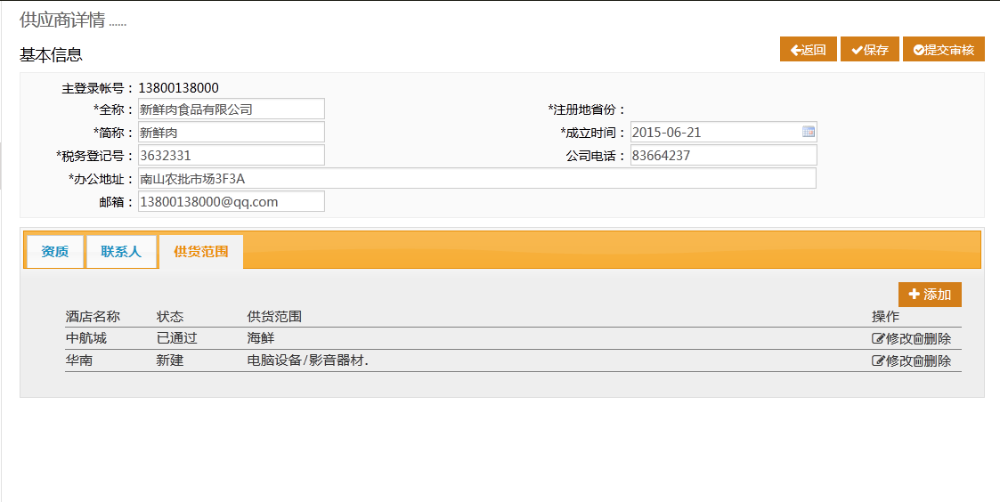 供应商详情 ......
基本信息
返回 保存 提交审核
主登录帐号： 13800138000
*全称： 新鲜肉食品有限公司 *注册地省份：
*简称： 新鲜肉 *成立时间： 2015-06-21
*税务登记号： 3632331 公司电话： 83664237
*办公地址： 南山农批市场3F3A
邮箱： 13800138000@qq.com
资质 联系人 供货范围
添加
酒店名称 状态 供货范围 操作
中航城 已通过 海鲜 修改 删除
华南 新建 电脑设备/影音器材. 修改 删除